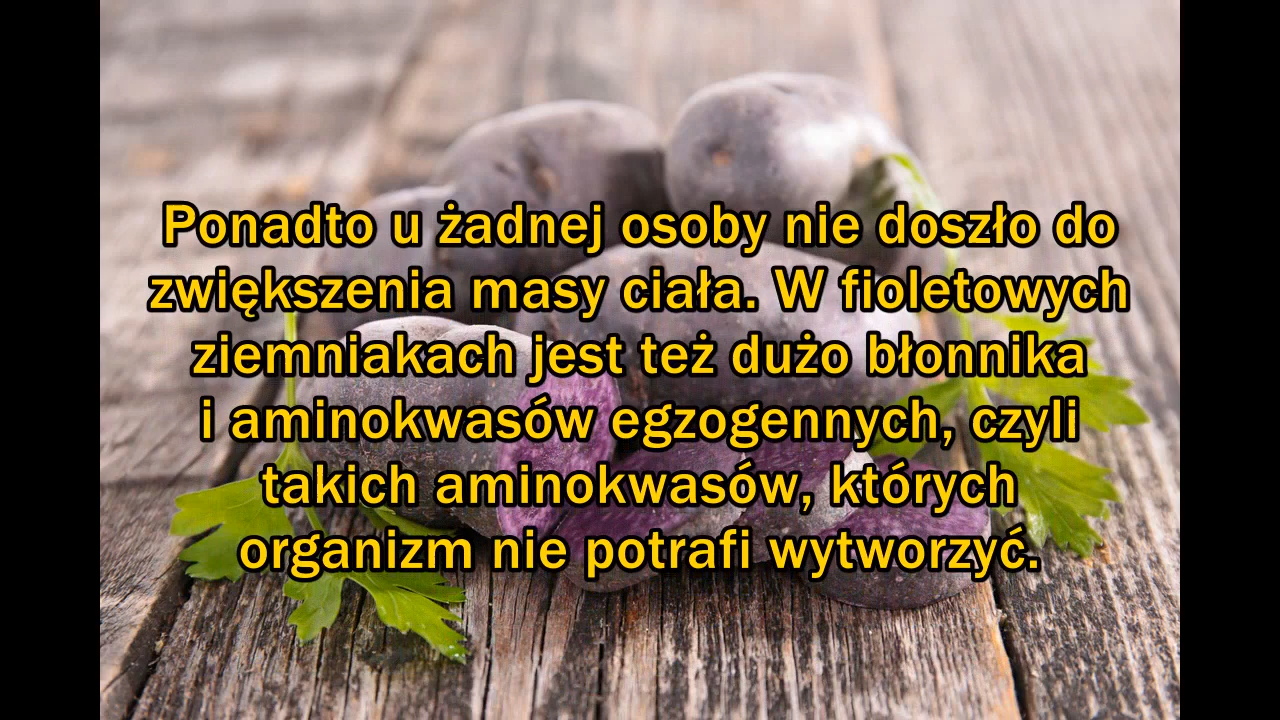 Ponadto u żadnej osoby nie doszło do
zwiększenia masy ciała. W fioletowych
ziemniakach jest też dużo błonnika
i aminokwasów egzogennych, czyli
takich aminokwasów, których
organizm nie potrafi wytworzyć.